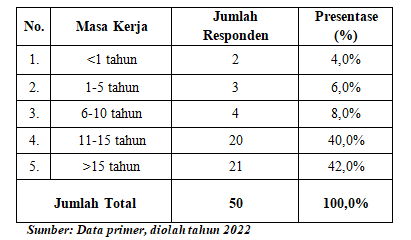 No. Masa Kerja Jumlah Responden Presentase (%)
1. <1 tahun 2 4,0%
2. 1-5 tahun 3 6,0%
3. 6-10 tahun 4 8,0%
4. 11-15 tahun 20 40,0%
5. >15 tahun 21 42,0%
Jumlah Total 50 100,0%
Sumber: Data primer, diolah tahun 2022